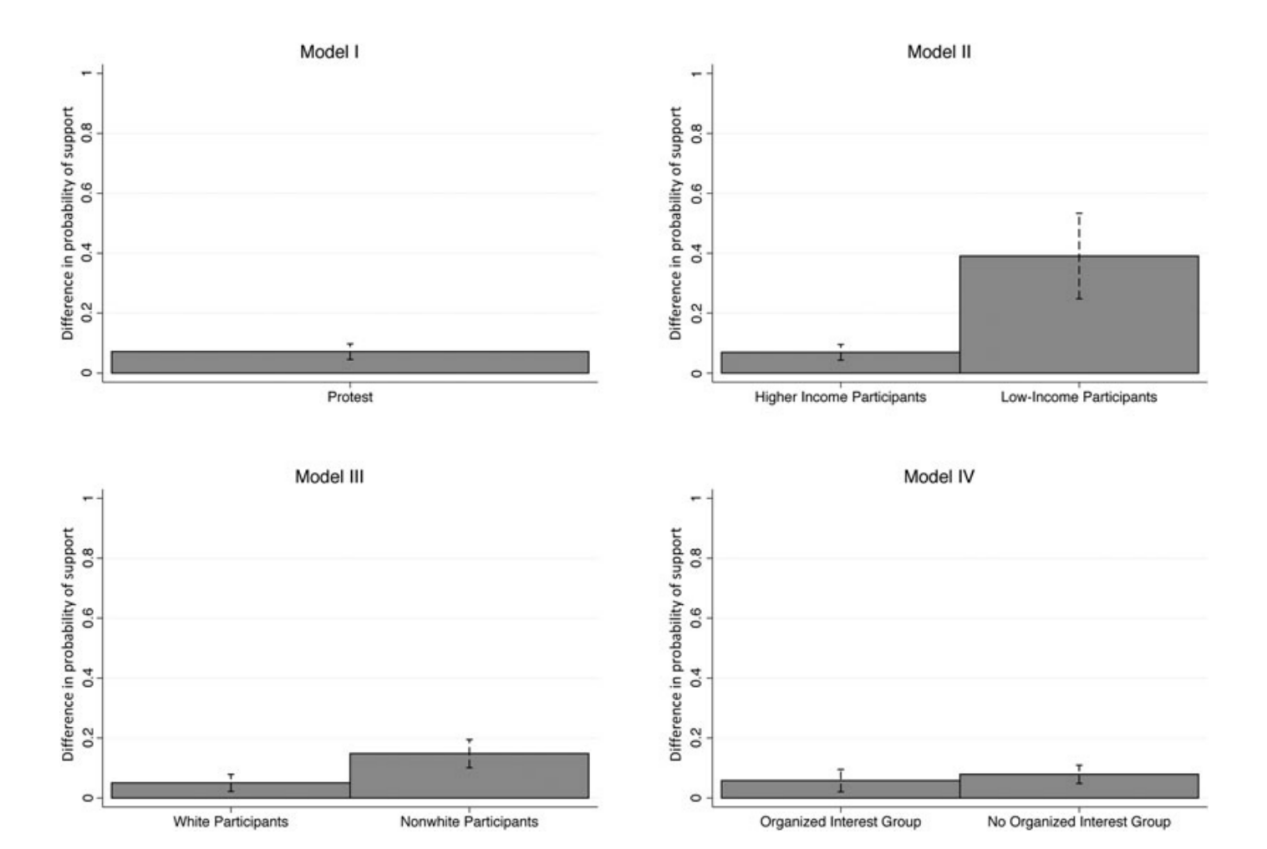 Model I
Difference in probability of support
1
0.8
0.6
0.4
0.2
0
Protest
Model II
Difference in probability of support
1
0.8
0.6
0.4
0.2
0
Higher Income Participants
Low-Income Participants
Model III
Difference in probability of support
1
0.8
0.6
0.4
0.2
0
White Participants
Nonwhite Participants
Model IV
Difference in probability of support
1
0.8
0.6
0.4
0.2
0
Organized Interest Group
No Organized Interest Group